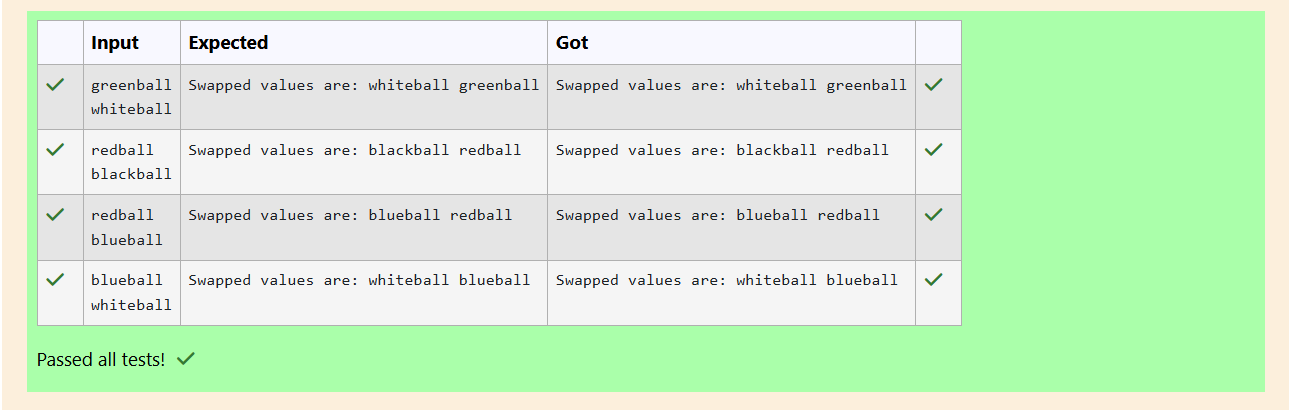 Input Expected Got
greenball Swapped values are: whiteball greenball Swapped values are: whiteball greenball
whiteball
redball Swapped values are: blackball redball Swapped values are: blackball redball
blackball
redball Swapped values are: blueball redball Swapped values are: blueball redball
blueball
blueball Swapped values are: whiteball blueball Swapped values are: whiteball blueball
whiteball
Passed all tests!